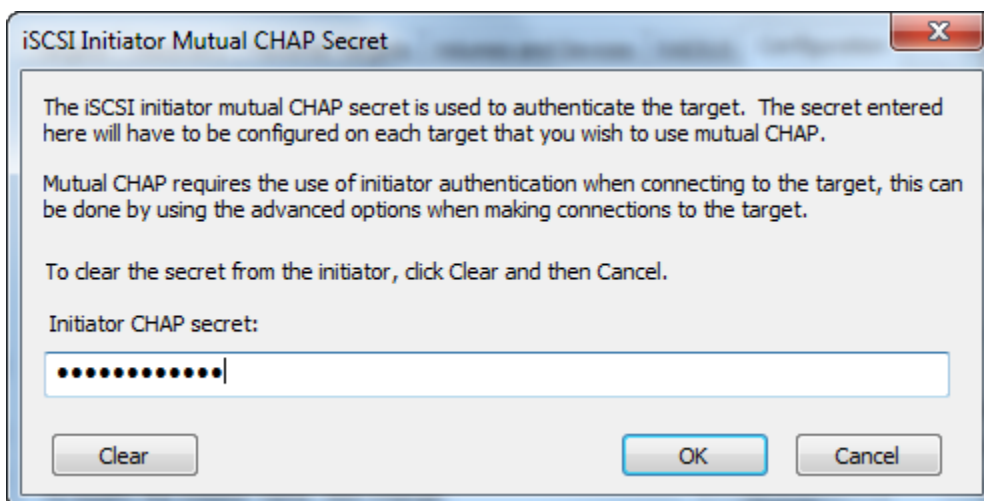 iSCSI Initiator Mutual CHAP Secret
The iSCSI initiator mutual CHAP secret is used to authenticate the target. The secret entered
here will have to be configured on each target that you wish to use mutual CHAP.
Mutual CHAP requires the use of initiator authentication when connecting to the target, this can
be done by using the advanced options when making connections to the target.
To clear the secret from the initiator, click Clear and then Cancel.
Initiator CHAP secret:
••••••••••••
Clear OK Cancel